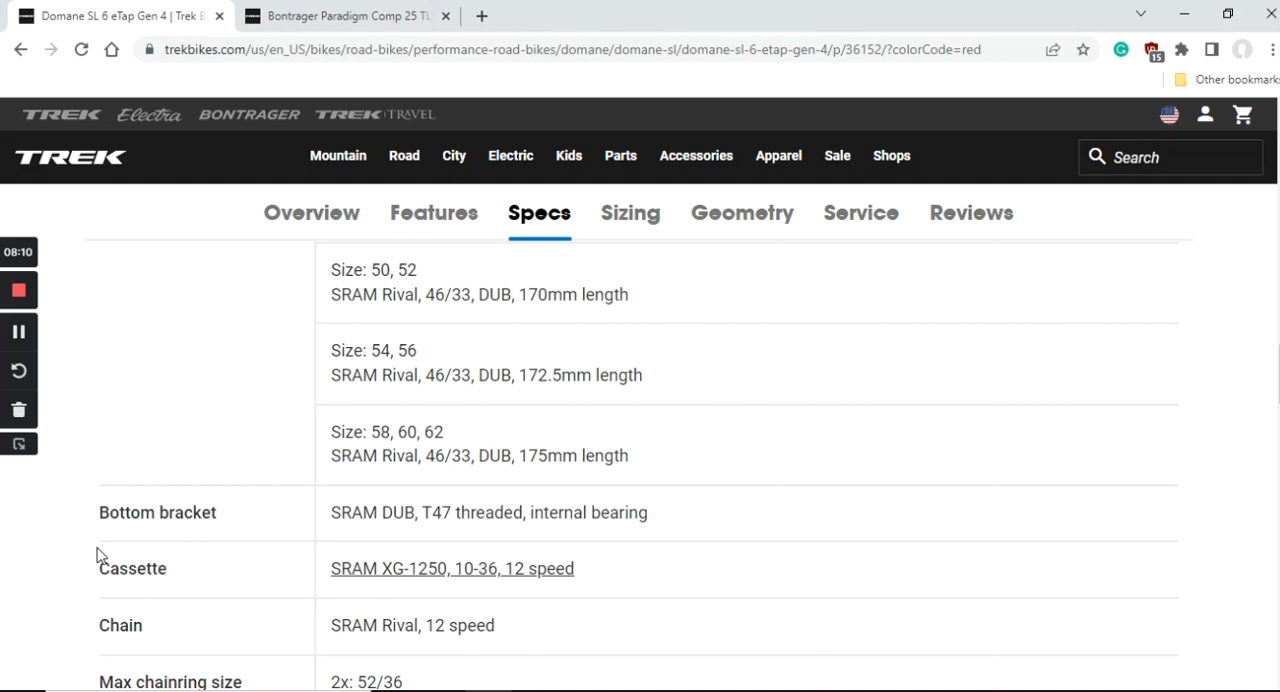 Domane SL 6 eTap Gen 4 | Trek B
Bontrager Paradigm Comp 25 TL
trekbikes.com/us/en_US/bikes/road-bikes/performance-road-bikes/domane/domane-sl/domane-sl-6-etap-gen-4/p/36152/?colorCode=red
15
Other bookmarks
TREK Electra BONTRAGER TREK TRAVEL
TREK Mountain Road City Electric Kids Parts Accessories Apparel Sale Shops Search
Overview Features Specs Sizing Geometry Service Reviews
08:10
Size: 50, 52
SRAM Rival, 46/33, DUB, 170mm length
Size: 54, 56
SRAM Rival, 46/33, DUB, 172.5mm length
Size: 58, 60, 62
SRAM Rival, 46/33, DUB, 175mm length
Bottom bracket SRAM DUB, T47 threaded, internal bearing
Cassette SRAM XG-1250, 10-36, 12 speed
Chain SRAM Rival, 12 speed
Max chainring size 2x: 52/36